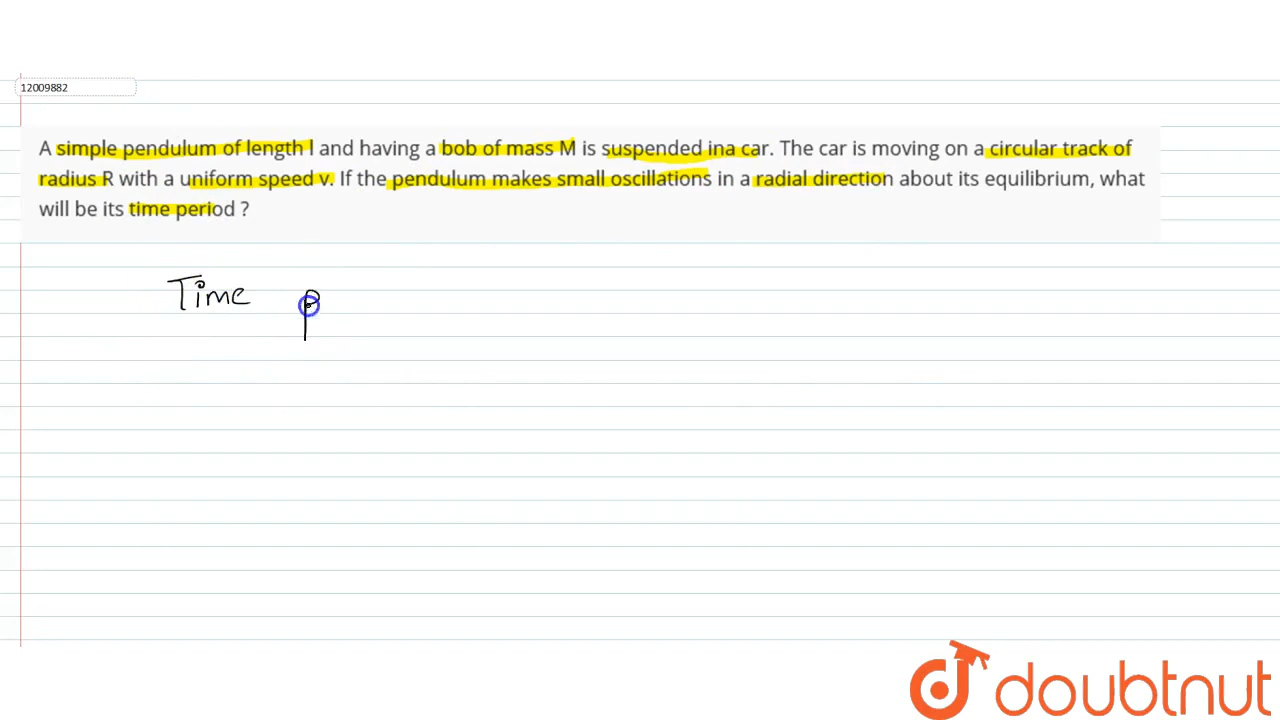 12009882
A simple pendulum of length l and having a bob of mass M is suspended ina car. The car is moving on a circular track of
radius R with a uniform speed v. If the pendulum makes small oscillations in a radial direction about its equilibrium, what
will be its time period ?
Time p
doubtnut